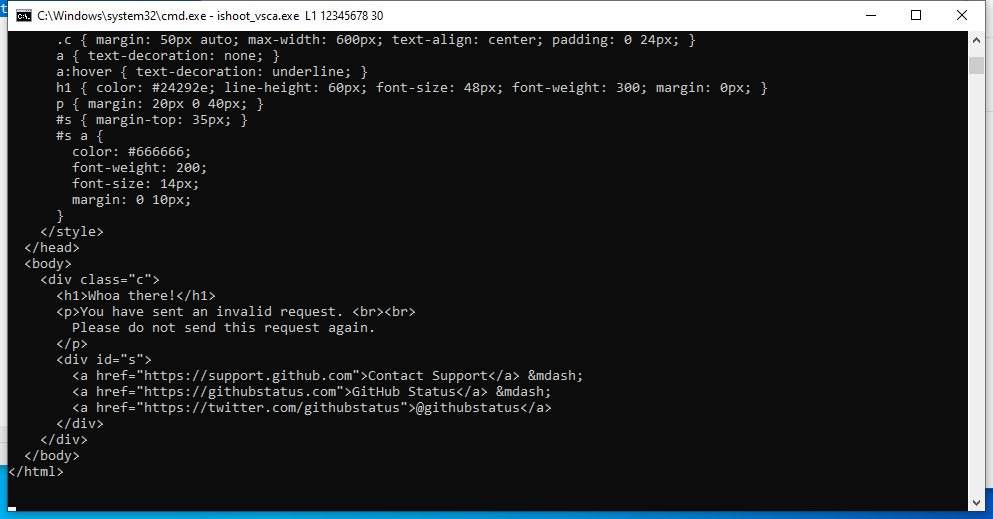 C:\Windows\system32\cmd.exe - ishoot_vsca.exe  L1 12345678 30
.c { margin: 50px auto; max-width: 600px; text-align: center; padding: 0 24px; }
a { text-decoration: none; }
a:hover { text-decoration: underline; }
h1 { color: #24292e; line-height: 60px; font-size: 48px; font-weight: 300; margin: 0px; }
p { margin: 20px 0 40px; }
#s { margin-top: 35px; }
#s a {
color: #666666;
font-weight: 200;
font-size: 14px;
margin: 0 10px;
}
</style>
</head>
<body>
<div class="c">
<h1>Whoa there!</h1>
<p>You have sent an invalid request. <br><br>
Please do not send this request again.
</p>
<div id="s">
<a href="https://support.github.com">Contact Support</a> &mdash;
<a href="https://githubstatus.com">GitHub Status</a> &mdash;
<a href="https://twitter.com/githubstatus">@githubstatus</a>
</div>
</div>
</body>
</html>